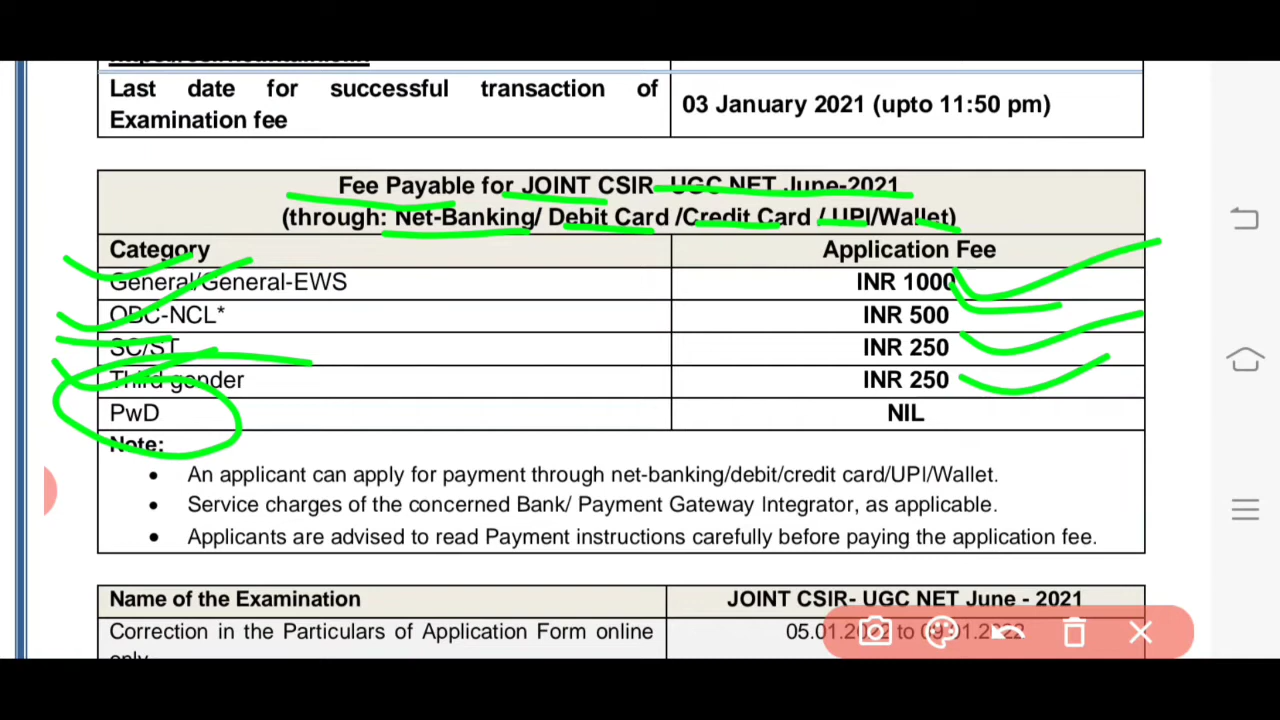 Last date for successful transaction of
Examination fee
03 January 2021 (upto 11:50 pm)
Fee Payable for JOINT CSIR- UGC NET June-2021
(through: Net-Banking/ Debit Card /Credit Card / UPI/Wallet)
Category Application Fee
General/General-EWS INR 1000
OBC-NCL* INR 500
SC/ST INR 250
Third gender INR 250
PwD NIL
Note:
• An applicant can apply for payment through net-banking/debit/credit card/UPI/Wallet.
• Service charges of the concerned Bank/ Payment Gateway Integrator, as applicable.
• Applicants are advised to read Payment instructions carefully before paying the application fee.
Name of the Examination JOINT CSIR- UGC NET June - 2021
Correction in the Particulars of Application Form online 05.01.2022 to 09.01.2022
only